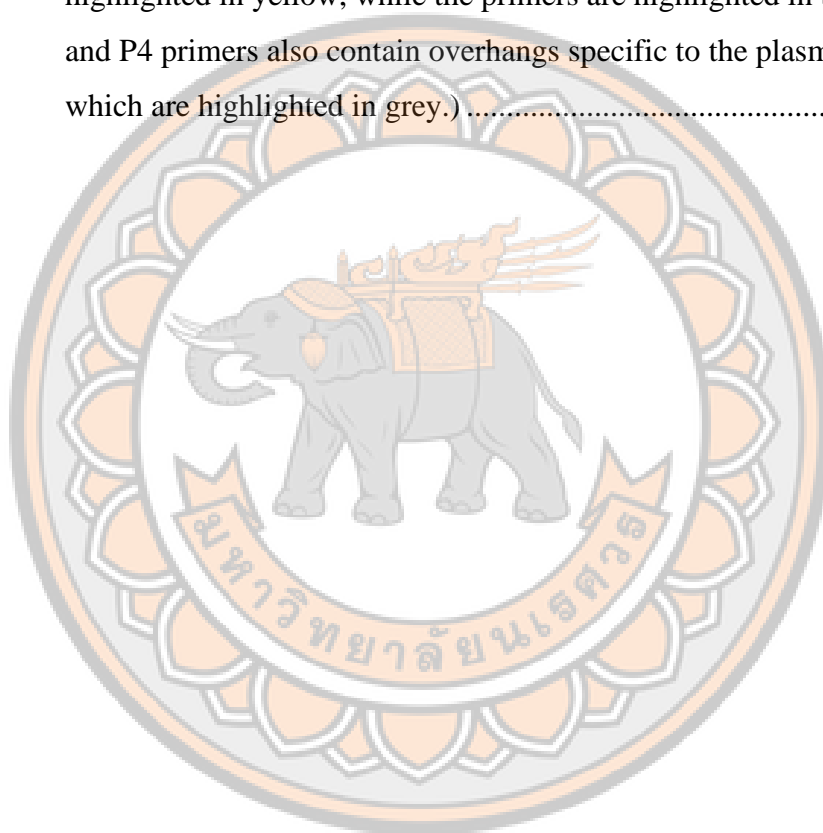 highlighted in yellow, while the primers are highlighted in
and P4 primers also contain overhangs specific to the
which are highlighted in grey.) ..............................................
มหาวิทยาลัยนเรศวร